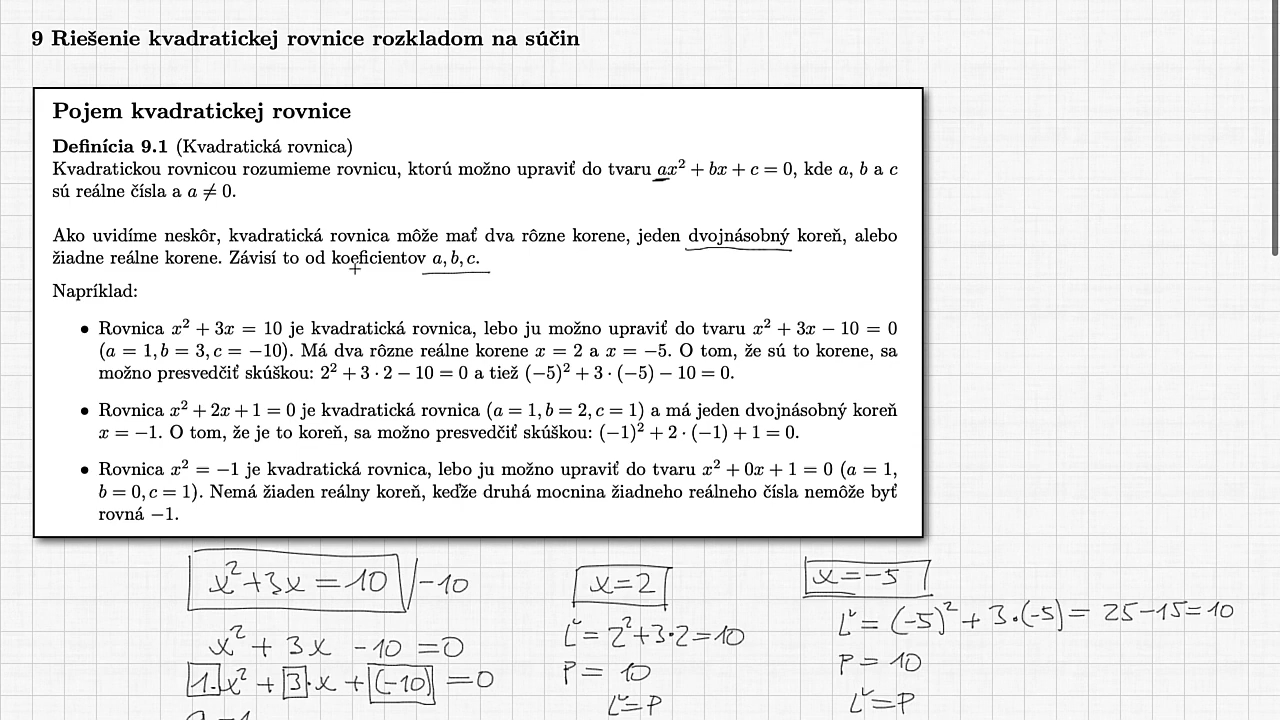 9 Riešenie kvadratickej rovnice rozkladom na súčin
Pojem kvadratickej rovnice
Definícia 9.1 (Kvadratická rovnica)
Kvadratickou rovnicou rozumieme rovnicu, ktorú možno upraviť do tvaru ax² + bx + c = 0, kde a, b a c
sú reálne čísla a a ≠ 0.
Ako uvidíme neskôr, kvadratická rovnica môže mať dva rôzne korene, jeden dvojnásobný koreň, alebo
žiadne reálne korene. Závisí to od koeficientov a, b, c.
Napríklad:
• Rovnica x² + 3x = 10 je kvadratická rovnica, lebo ju možno upraviť do tvaru x² + 3x − 10 = 0
(a = 1, b = 3, c = −10). Má dva rôzne reálne korene x = 2 a x = −5. O tom, že sú to korene, sa
možno presvedčiť skúškou: 2² + 3 · 2 − 10 = 0 a tiež (−5)² + 3 · (−5) − 10 = 0.
• Rovnica x² + 2x + 1 = 0 je kvadratická rovnica (a = 1, b = 2, c = 1) a má jeden dvojnásobný koreň
x = −1. O tom, že je to koreň, sa možno presvedčiť skúškou: (−1)² + 2 · (−1) + 1 = 0.
• Rovnica x² = −1 je kvadratická rovnica, lebo ju možno upraviť do tvaru x² + 0x + 1 = 0 (a = 1,
b = 0, c = 1). Nemá žiaden reálny koreň, keďže druhá mocnina žiadneho reálneho čísla nemôže byť
rovná −1.
x² + 3x = 10 /−10
x² + 3x − 10 = 0
1·x² + 3·x + (−10) = 0
x = 2
Ľ = 2² + 3·2 = 10
P = 10
Ľ = P
x = −5
Ľ = (−5)² + 3·(−5) = 25 − 15 = 10
P = 10
Ľ = P